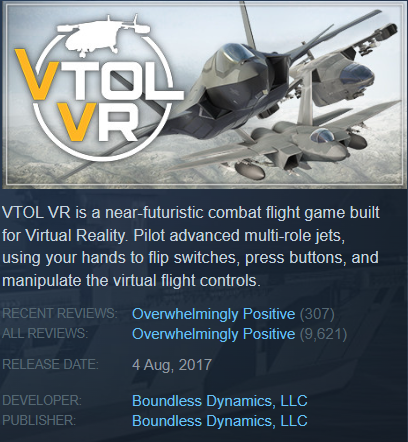 VTOL
VR
VTOL VR is a near-futuristic combat flight game built
for Virtual Reality. Pilot advanced multi-role jets,
using your hands to flip switches, press buttons, and
manipulate the virtual flight controls.
RECENT REVIEWS: Overwhelmingly Positive (307)
ALL REVIEWS: Overwhelmingly Positive (9,621)
RELEASE DATE: 4 Aug, 2017
DEVELOPER: Boundless Dynamics, LLC
PUBLISHER: Boundless Dynamics, LLC